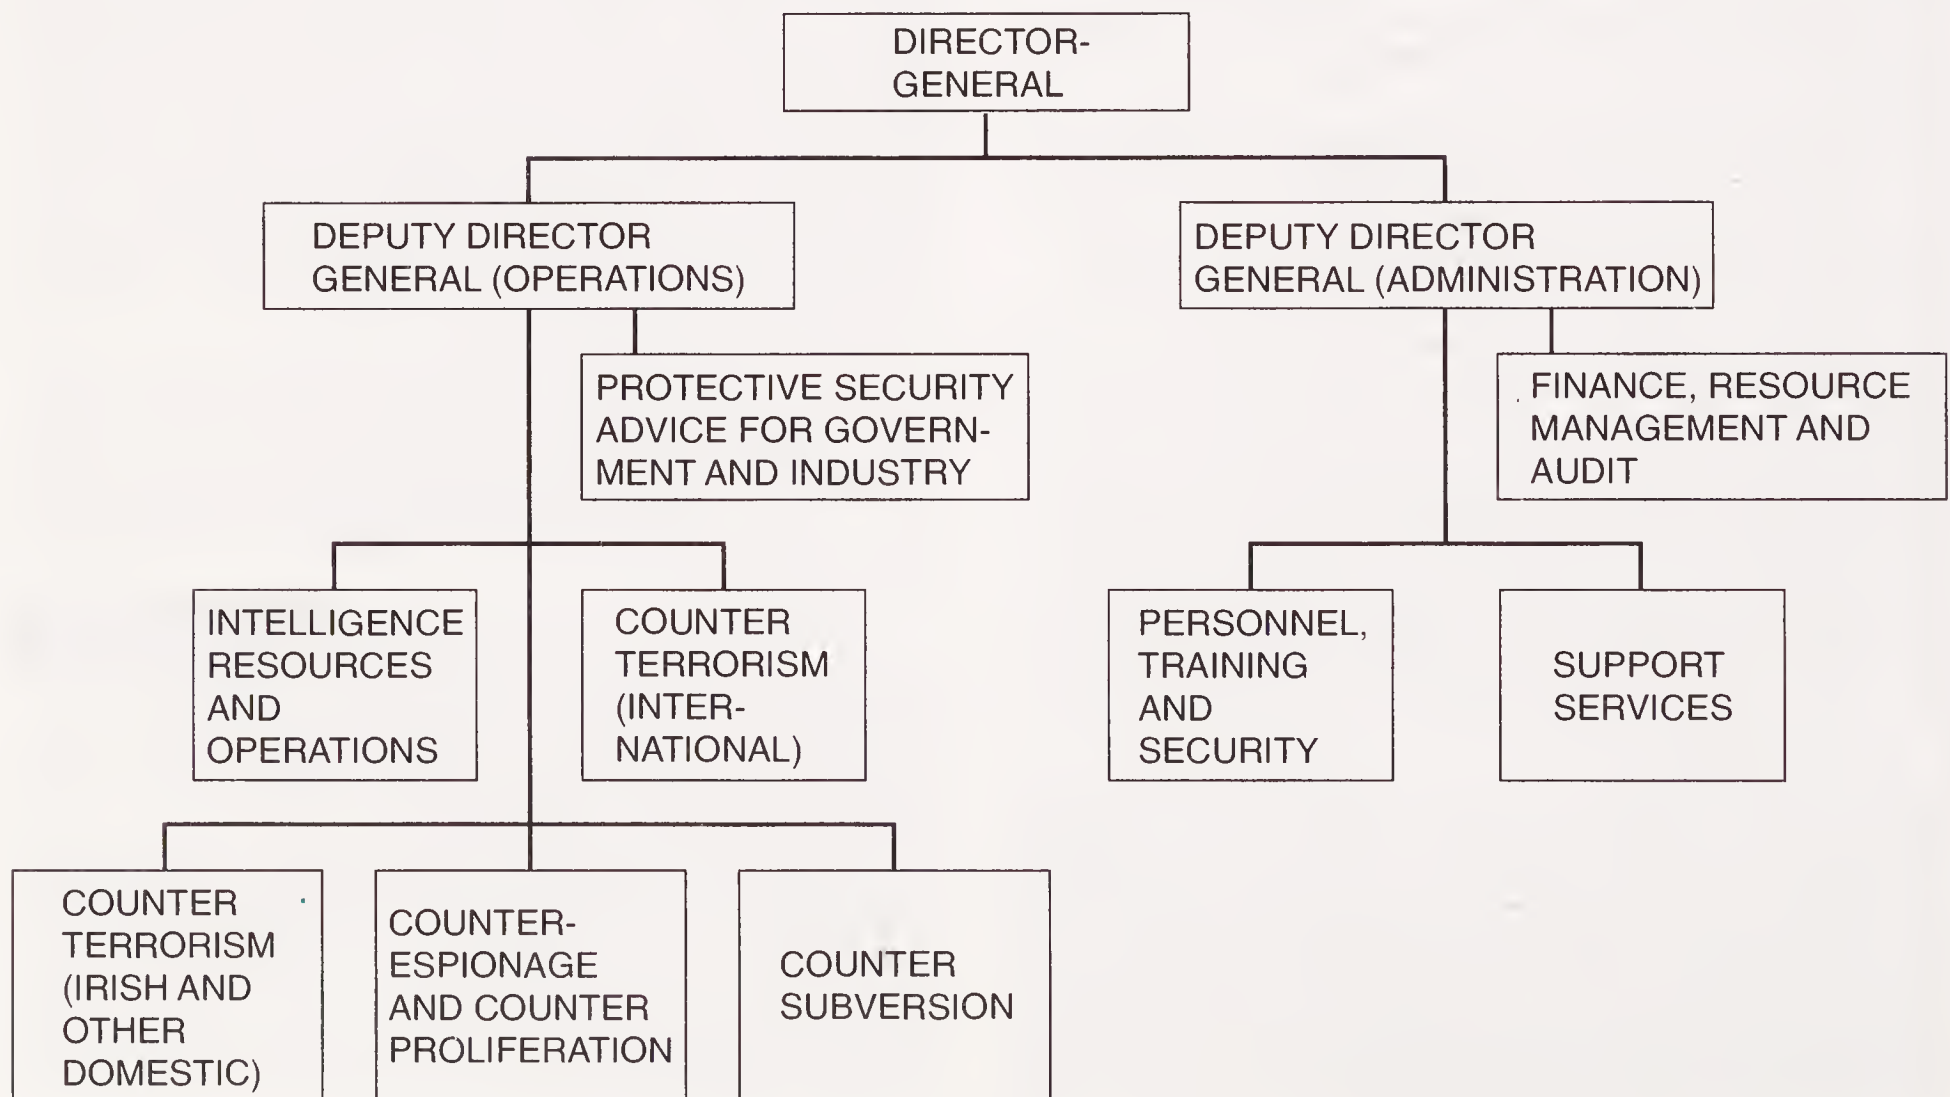 DIRECTOR-
GENERAL
DEPUTY DIRECTOR
GENERAL (OPERATIONS)
DEPUTY DIRECTOR
GENERAL (ADMINISTRATION)
PROTECTIVE SECURITY
ADVICE FOR GOVERN-
MENT AND INDUSTRY
FINANCE, RESOURCE
MANAGEMENT AND
AUDIT
INTELLIGENCE
RESOURCES
AND
OPERATIONS
COUNTER
TERRORISM
(INTER-
NATIONAL)
PERSONNEL,
TRAINING
AND
SECURITY
SUPPORT
SERVICES
COUNTER
TERRORISM
(IRISH AND
OTHER
DOMESTIC)
COUNTER-
ESPIONAGE
AND COUNTER
PROLIFERATION
COUNTER
SUBVERSION